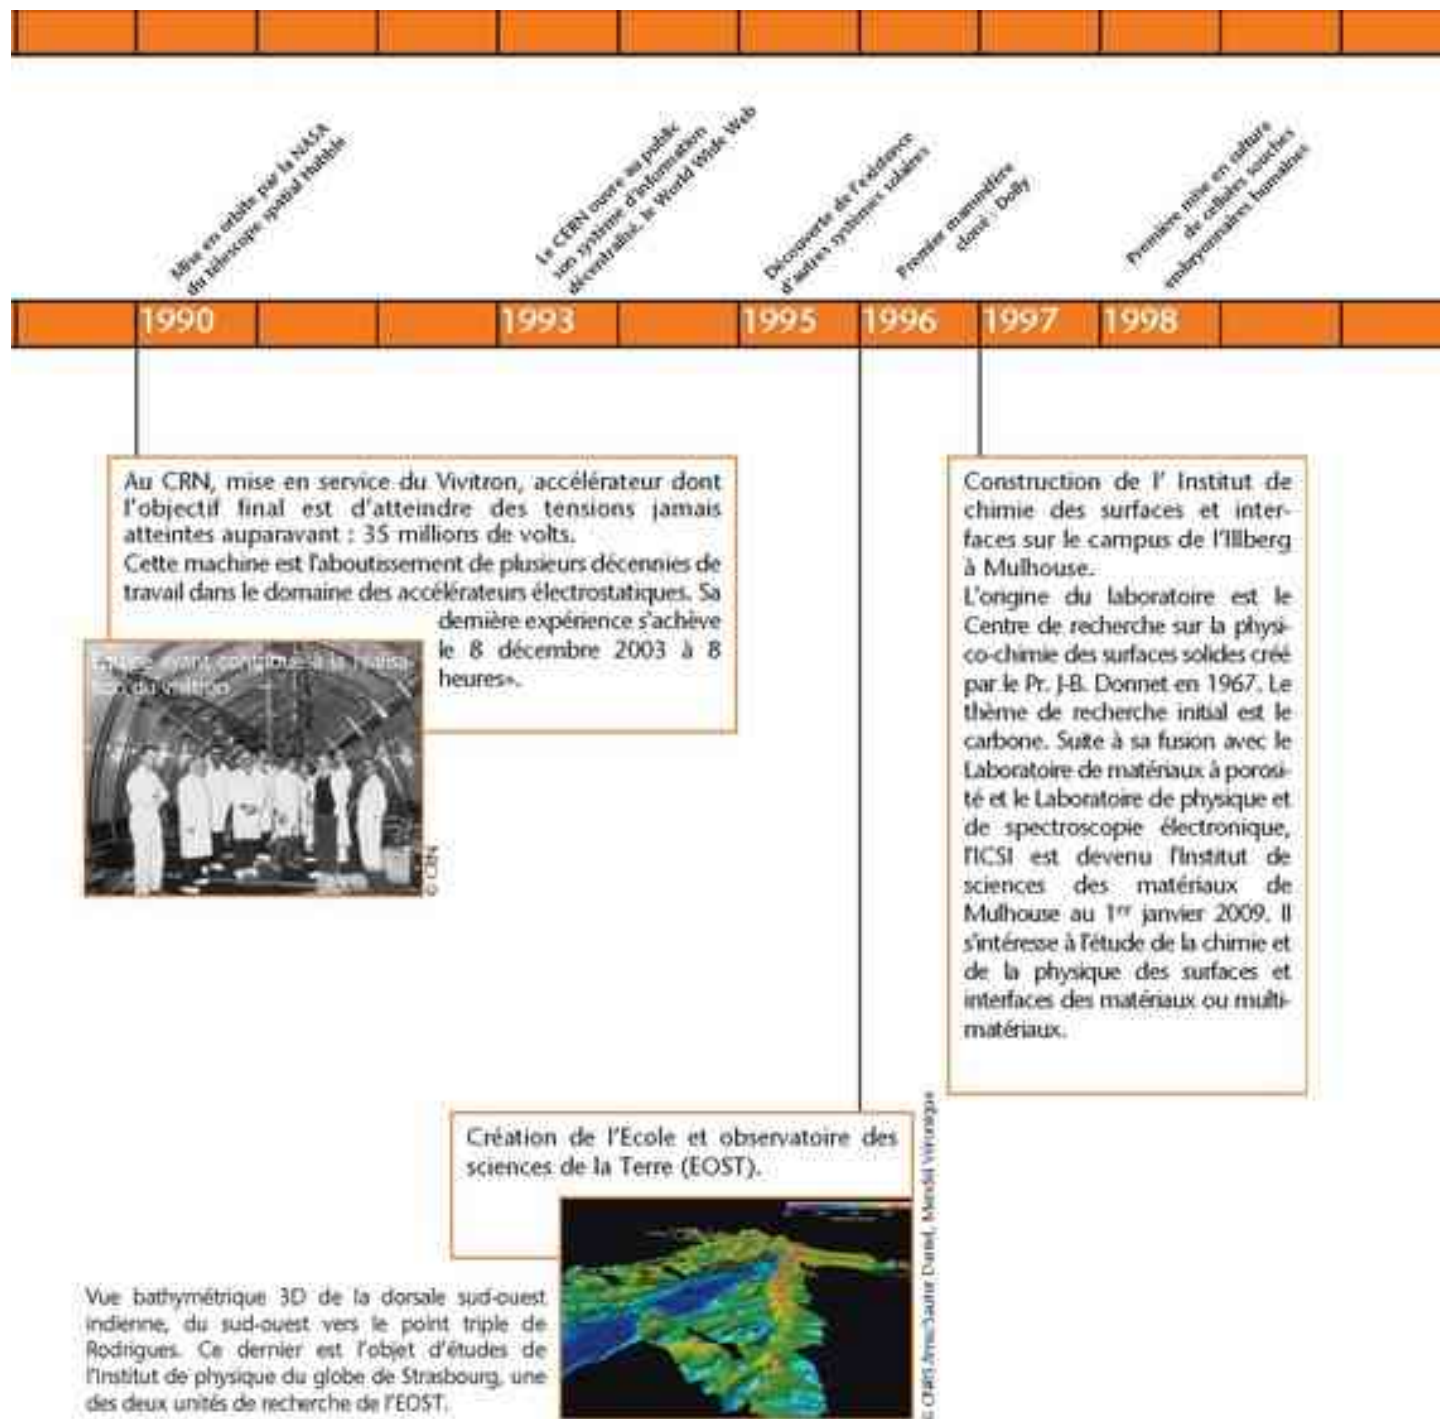 Mise en orbite par la NASA
du télescope spatial Hubble
Le CERN ouvre au public
son système d'information
décentralisé, le World Wide Web
Découverte de l'existance
d'autres systèmes solaires
Premier mammifère
cloné : Dolly
Première mise en culture
de cellules souches
embryonnaires humaines
1990
1993
1995
1996
1997
1998
Au CRN, mise en service du Vivitron, accélérateur dont
l'objectif final est d'atteindre des tensions jamais
atteintes auparavant : 35 millions de volts.
Cette machine est l'aboutissement de plusieurs décennies de
travail dans le domaine des accélérateurs électrostatiques. Sa
dernière expérience s'achève
le 8 décembre 2003 à 8
heures».
Equipe ayant contribué à la réalisa-
tion du Vivitron
© CRN
Construction de l' Institut de
chimie des surfaces et inter-
faces sur le campus de l'Illberg
à Mulhouse.
L'origine du laboratoire est le
Centre de recherche sur la physi-
co-chimie des surfaces solides créé
par le Pr. J-B. Donnet en 1967. Le
thème de recherche initial est le
carbone. Suite à sa fusion avec le
Laboratoire de matériaux à porosi-
té et le Laboratoire de physique et
de spectroscopie électronique,
l'ICSI est devenu l'Institut de
sciences des matériaux de
Mulhouse au 1er janvier 2009. Il
s'intéresse à l'étude de la chimie et
de la physique des surfaces et
interfaces des matériaux ou multi-
matériaux.
Création de l'Ecole et observatoire des
sciences de la Terre (EOST).
Vue bathymétrique 3D de la dorsale sud-ouest
indienne, du sud-ouest vers le point triple de
Rodrigues. Ce dernier est l'objet d'études de
l'Institut de physique du globe de Strasbourg, une
des deux unités de recherche de l'EOST.
Daniel, Mendel Véronique